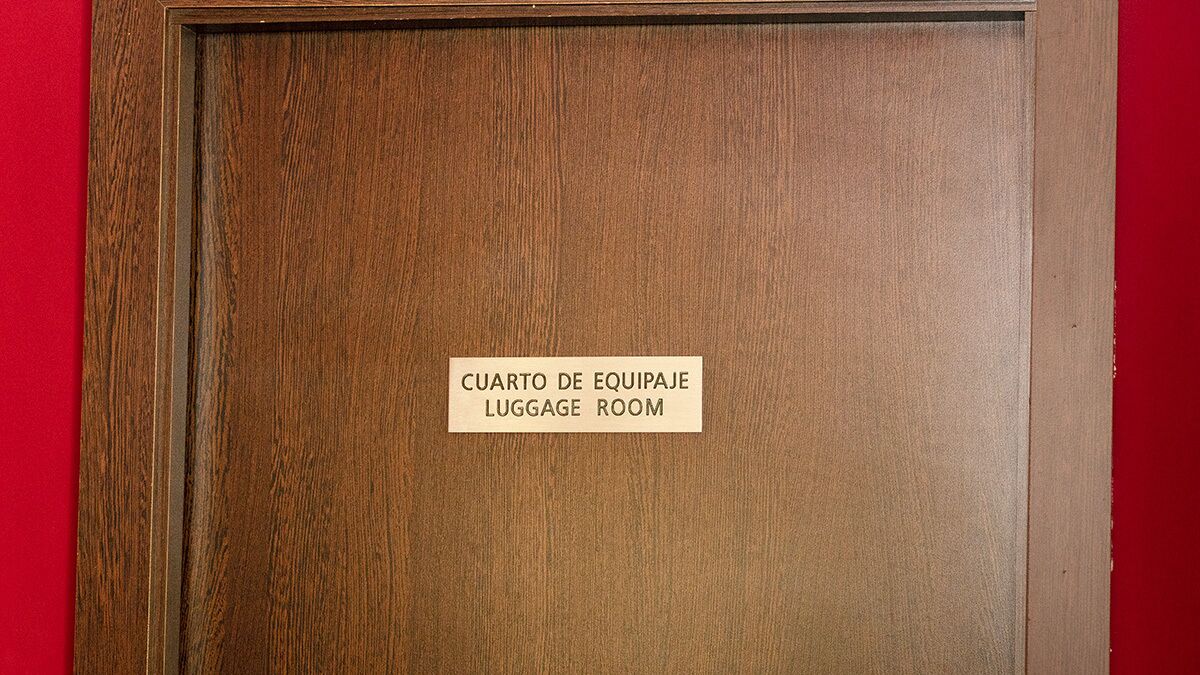 CUARTO DE EQUIPAJE
LUGGAGE ROOM